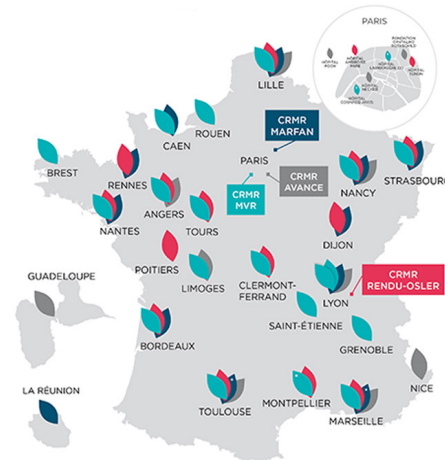 PARIS
LILLE
ROUEN
CAEN
CRMR
MARFAN
PARIS
CRMR
AVANCE
CRMR
MVR
BREST
RENNES
NANCY
STRASBOURG
NANTES
ANGERS
TOURS
DIJON
POITIERS
LIMOGES
CLERMONT-
FERRAND
LYON
CRMR
RENDU-OSLER
GUADELOUPE
SAINT-ÉTIENNE
GRENOBLE
BORDEAUX
LA RÉUNION
NICE
TOULOUSE
MONTPELLIER
MARSEILLE